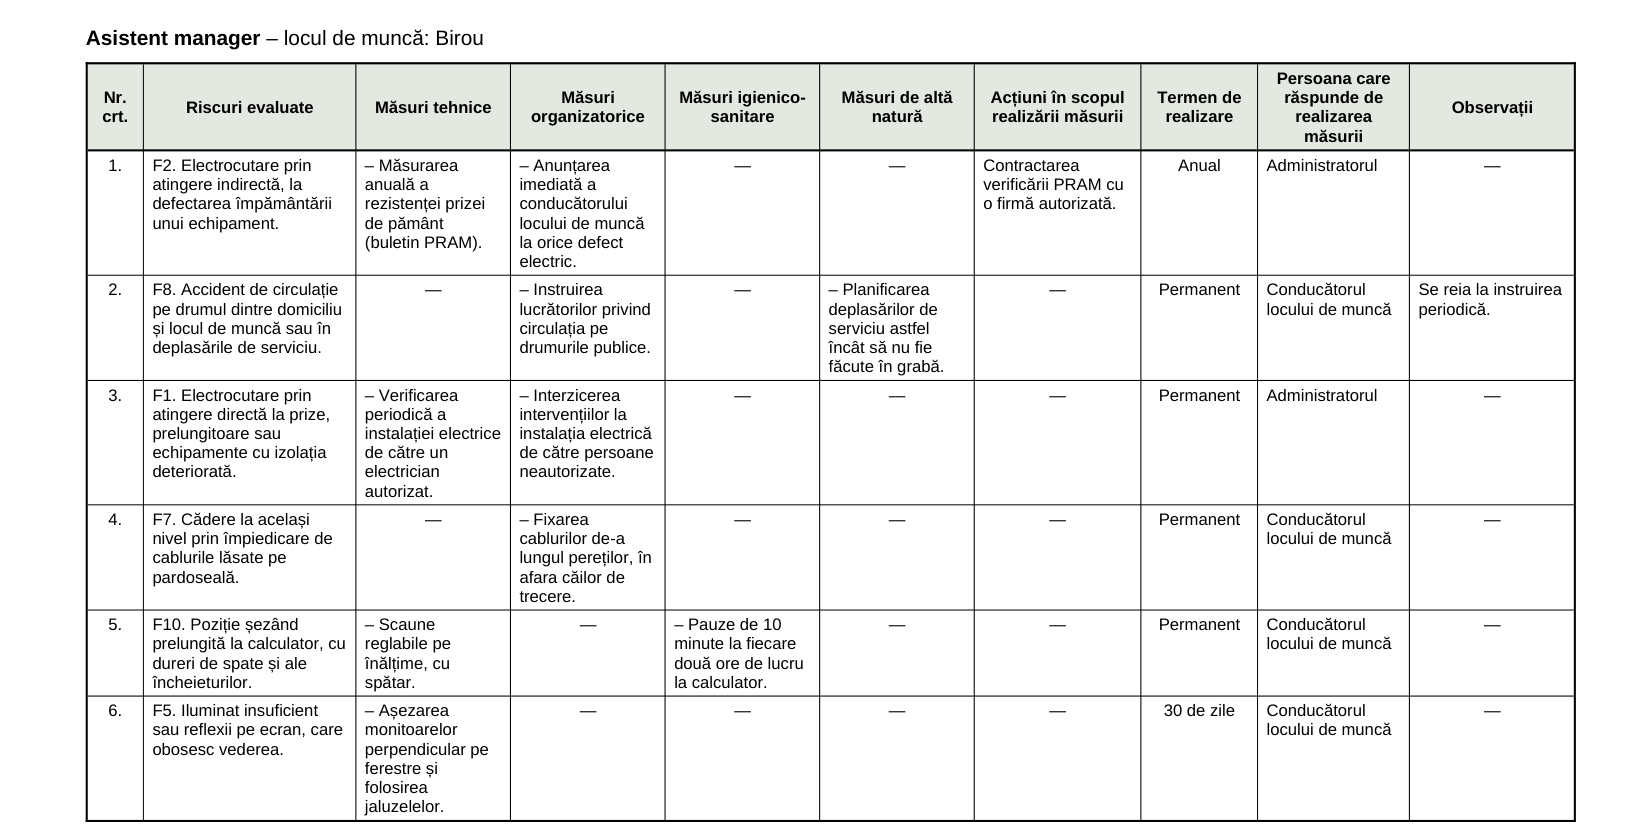 Asistent manager – locul de muncă: Birou
Nr.
crt.
Riscuri evaluate
Măsuri tehnice
Măsuri
organizatorice
Măsuri igienico-
sanitare
Măsuri de altă
natură
Acțiuni în scopul
realizării măsurii
Termen de
realizare
Persoana care
răspunde de
realizarea
măsurii
Observații
1.
F2. Electrocutare prin
atingere indirectă, la
defectarea împământării
unui echipament.
– Măsurarea
anuală a
rezistenței prizei
de pământ
(buletin PRAM).
– Anunțarea
imediată a
conducătorului
locului de muncă
la orice defect
electric.
—
—
Contractarea
verificării PRAM cu
o firmă autorizată.
Anual
Administratorul
—
2.
F8. Accident de circulație
pe drumul dintre domiciliu
și locul de muncă sau în
deplasările de serviciu.
—
– Instruirea
lucrătorilor privind
circulația pe
drumurile publice.
—
– Planificarea
deplasărilor de
serviciu astfel
încât să nu fie
făcute în grabă.
—
Permanent
Conducătorul
locului de muncă
Se reia la instruirea
periodică.
3.
F1. Electrocutare prin
atingere directă la prize,
prelungitoare sau
echipamente cu izolația
deteriorată.
– Verificarea
periodică a
instalației electrice
de către un
electrician
autorizat.
– Interzicerea
intervențiilor la
instalația electrică
de către persoane
neautorizate.
—
—
—
Permanent
Administratorul
—
4.
F7. Cădere la același
nivel prin împiedicare de
cablurile lăsate pe
pardoseală.
—
– Fixarea
cablurilor de-a
lungul pereților, în
afara căilor de
trecere.
—
—
—
Permanent
Conducătorul
locului de muncă
—
5.
F10. Poziție șezând
prelungită la calculator, cu
dureri de spate și ale
încheieturilor.
– Scaune
reglabile pe
înălțime, cu
spătar.
—
– Pauze de 10
minute la fiecare
două ore de lucru
la calculator.
—
—
Permanent
Conducătorul
locului de muncă
—
6.
F5. Iluminat insuficient
sau reflexii pe ecran, care
obosesc vederea.
– Așezarea
monitoarelor
perpendicular pe
ferestre și
folosirea
jaluzelelor.
—
—
—
—
30 de zile
Conducătorul
locului de muncă
—